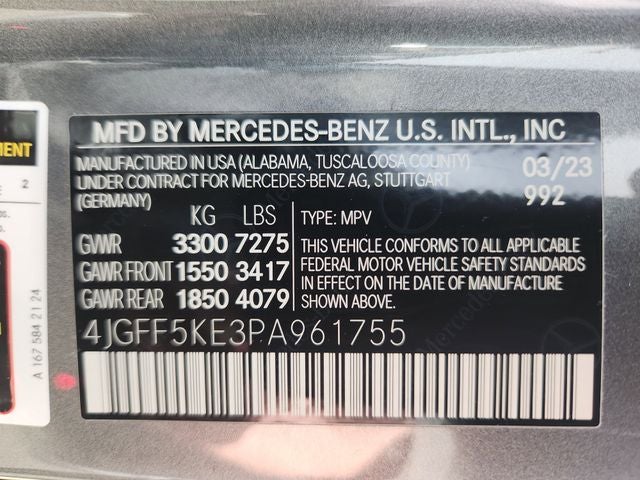 MENT
E 2
A 167 584 21 24
MFD BY MERCEDES-BENZ U.S. INTL., INC
MANUFACTURED IN USA (ALABAMA, TUSCALOOSA COUNTY) 03/23
UNDER CONTRACT FOR MERCEDES-BENZ AG, STUTTGART 992
(GERMANY)
KG LBS TYPE: MPV
GWR 3300 7275
GAWR FRONT 1550 3417
GAWR REAR 1850 4079
THIS VEHICLE CONFORMS TO ALL APPLICABLE
FEDERAL MOTOR VEHICLE SAFETY STANDARDS
IN EFFECT ON THE DATE OF MANUFACTURE
SHOWN ABOVE.
4JGFF5KE3PA961755